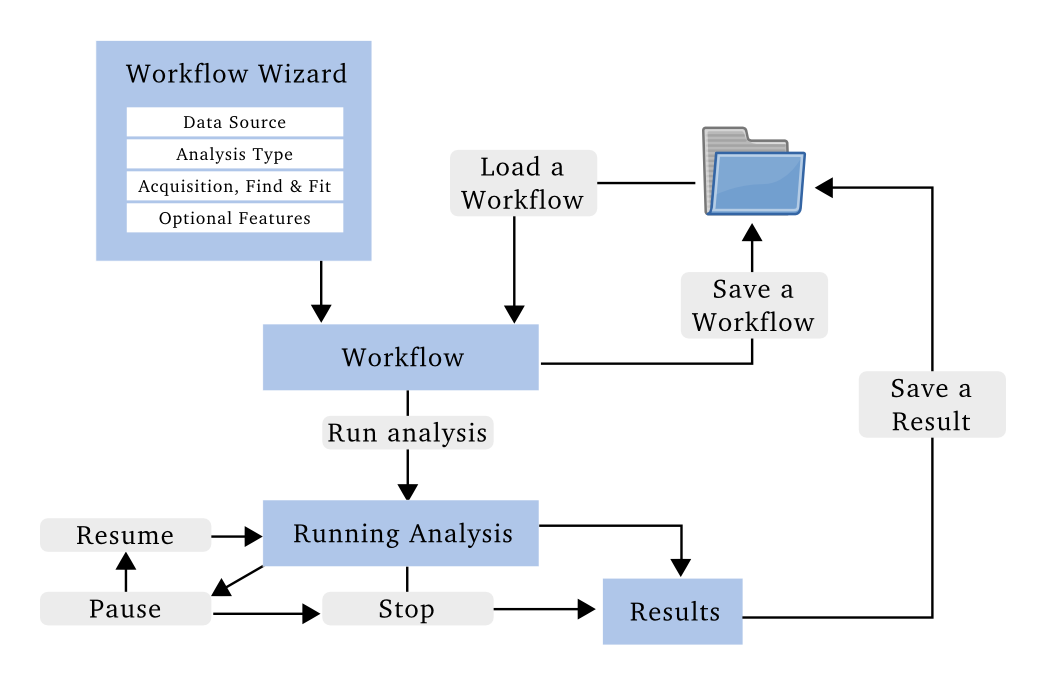 Workflow Wizard
Data Source
Analysis Type
Acquisition, Find & Fit
Optional Features
Load a
Workflow
Save a
Workflow
Workflow
Save a
Result
Run analysis
Running Analysis
Resume
Pause
Stop
Results